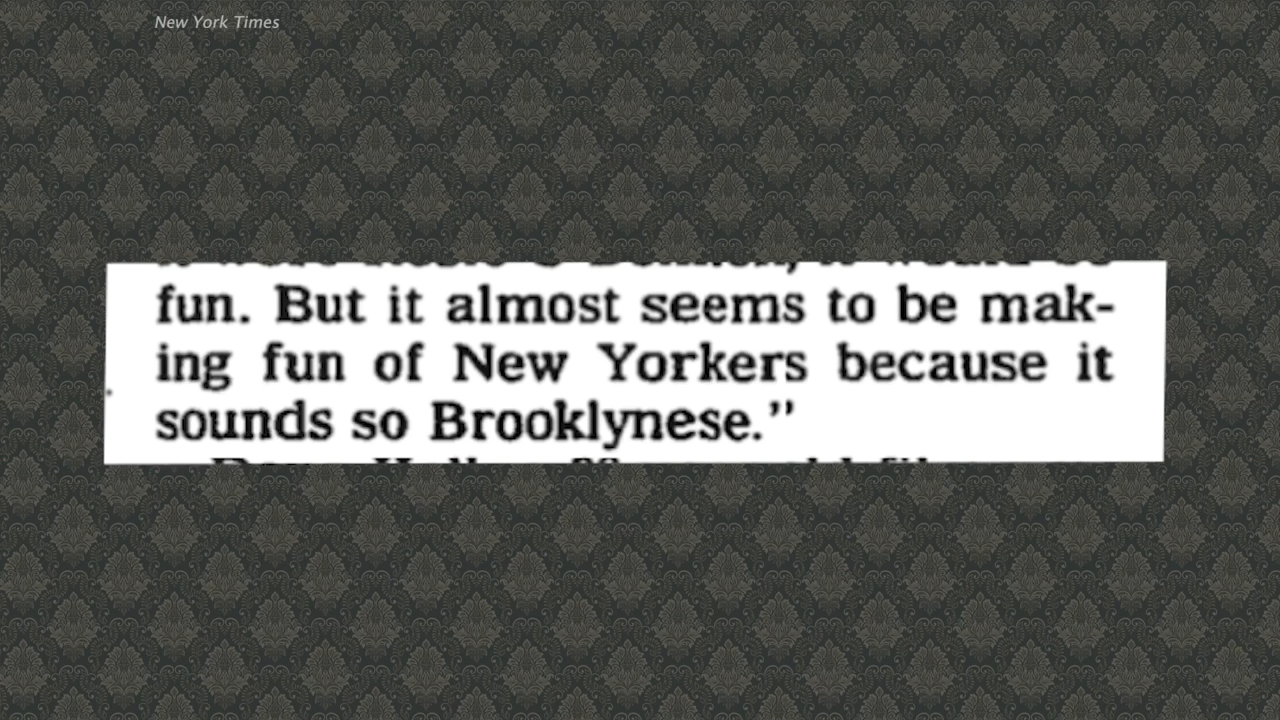 New York Times
fun. But it almost seems to be mak-
ing fun of New Yorkers because it
sounds so Brooklynese.”